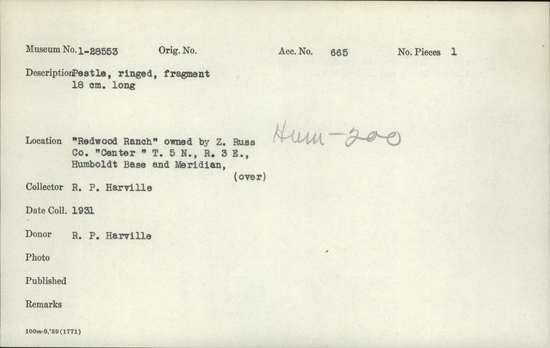 Museum No. 1-28553 Orig. No. Acc. No. 665 No. Pieces 1
Description Pestle, ringed, fragment
18 cm. long
Hum-200
Location "Redwood Ranch" owned by Z. Russ
Co. "Center " T. 5 N., R. 3 E.,
Humboldt Base and Meridian,
(over)
Collector R. P. Harville
Date Coll. 1931
Donor R. P. Harville
Photo
Published
Remarks
100m-9,'39(1771)